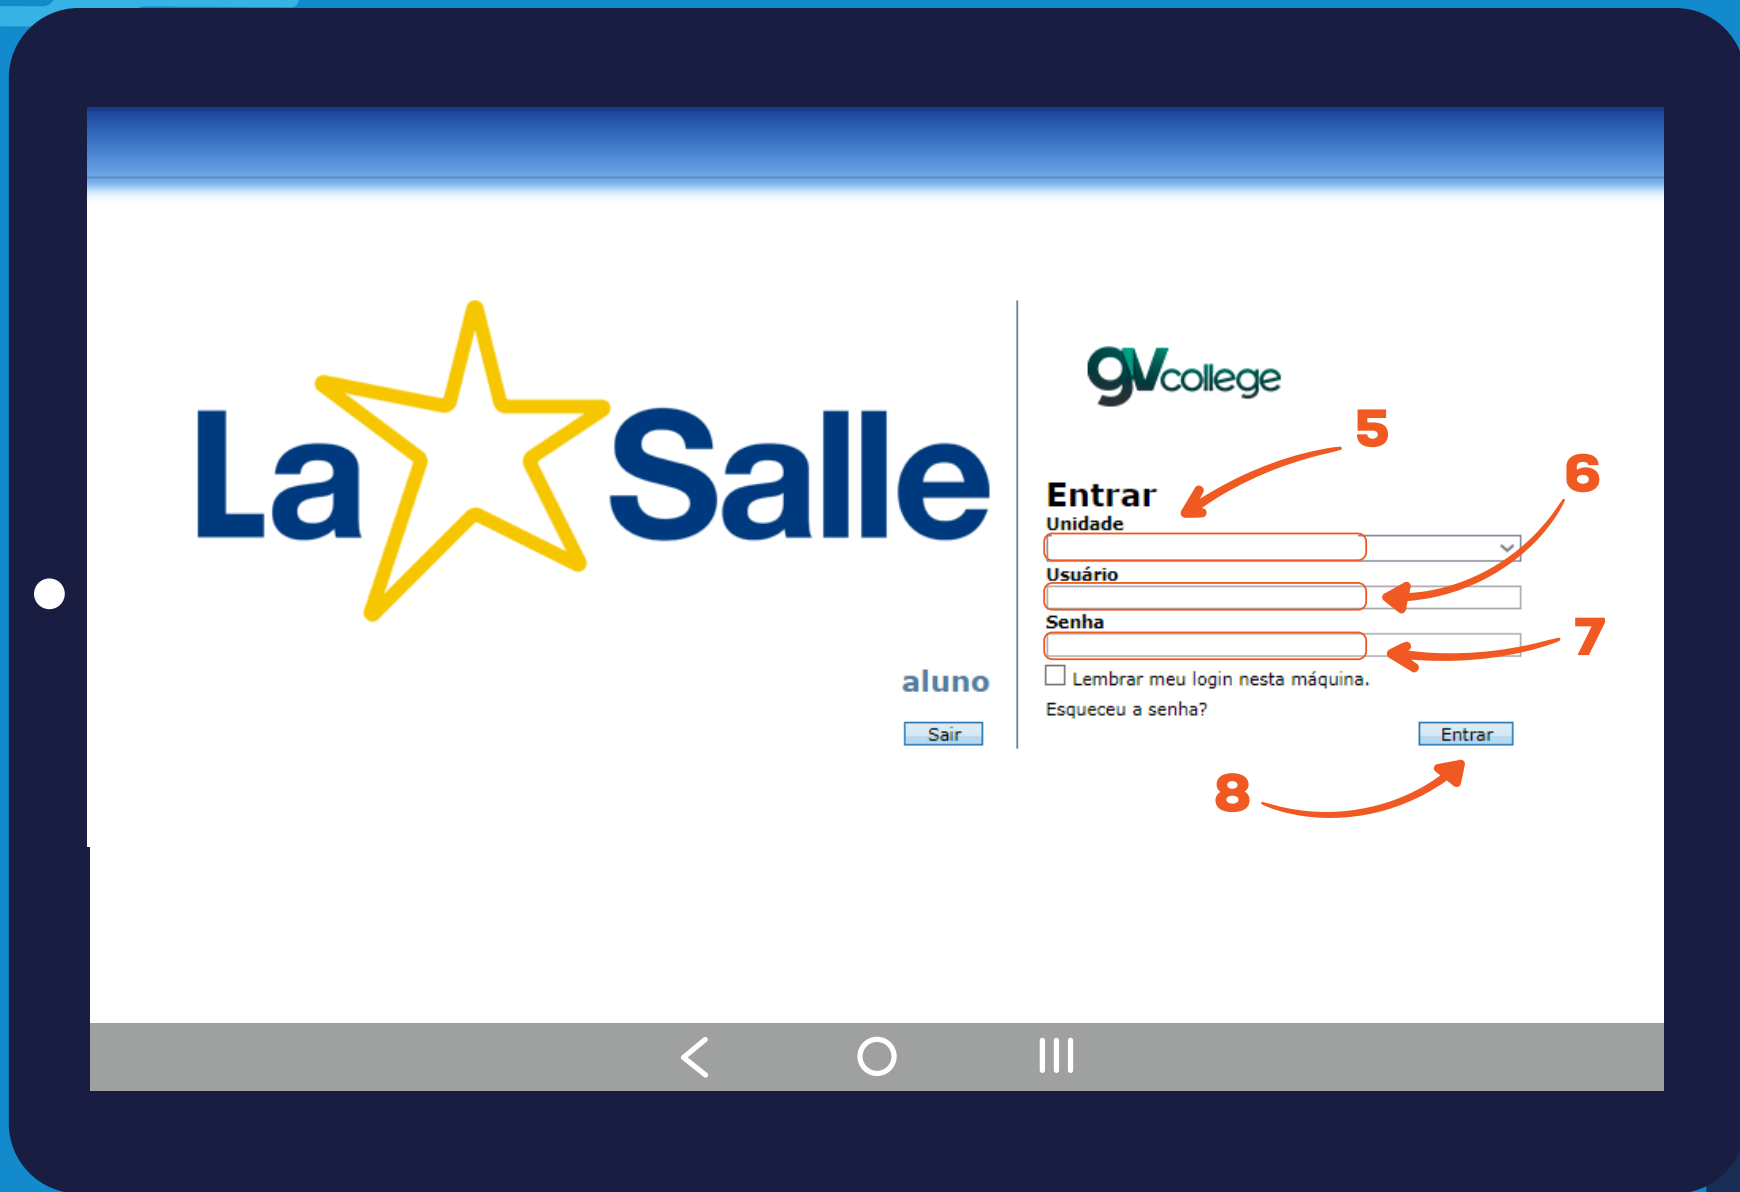 La Salle
aluno
Sair
gvcollege
5
6
Entrar
Unidade
Usuário
Senha
7
Lembrar meu login nesta máquina.
Esqueceu a senha?
Entrar
8